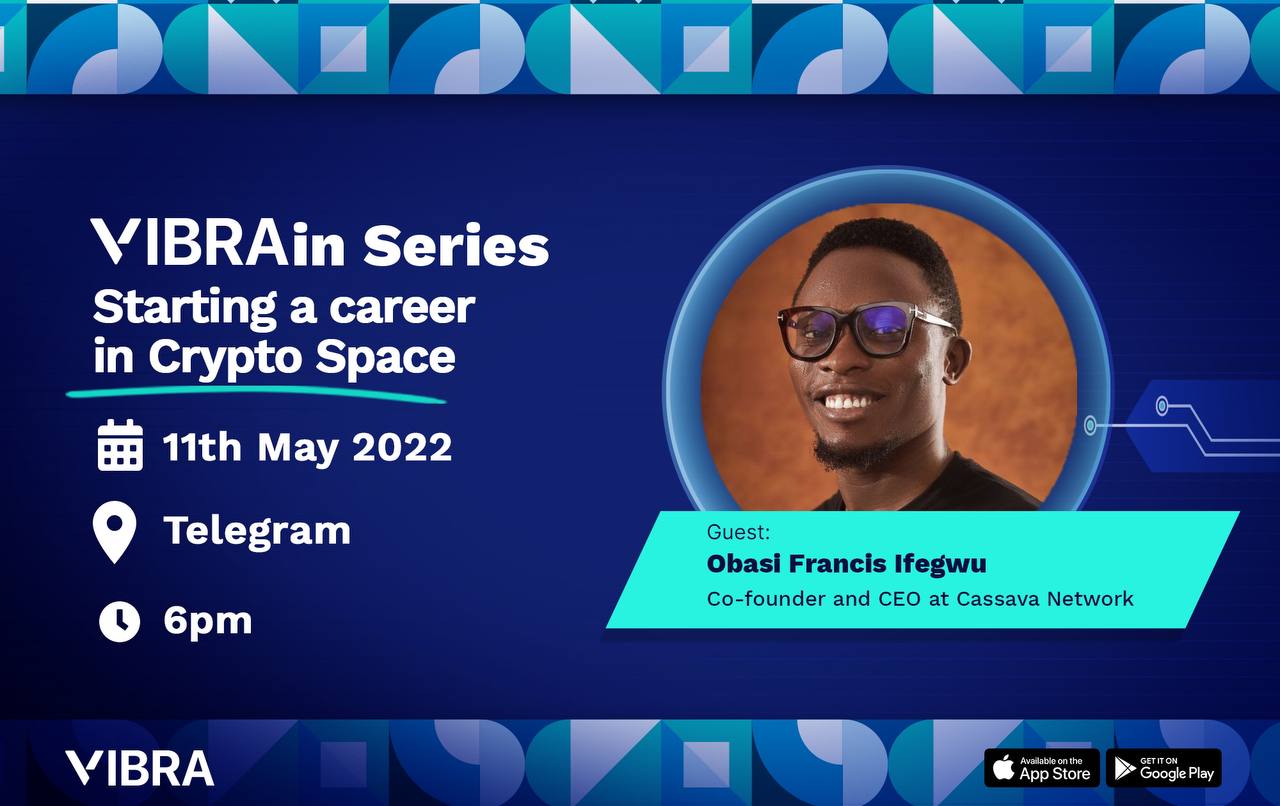 VIBRAin Series
Starting a career
in Crypto Space
11th May 2022
Telegram
6pm
Guest:
Obasi Francis Ifegwu
Co-founder and CEO at Cassava Network
VIBRA
Available on the
App Store
GET IT ON
Google Play